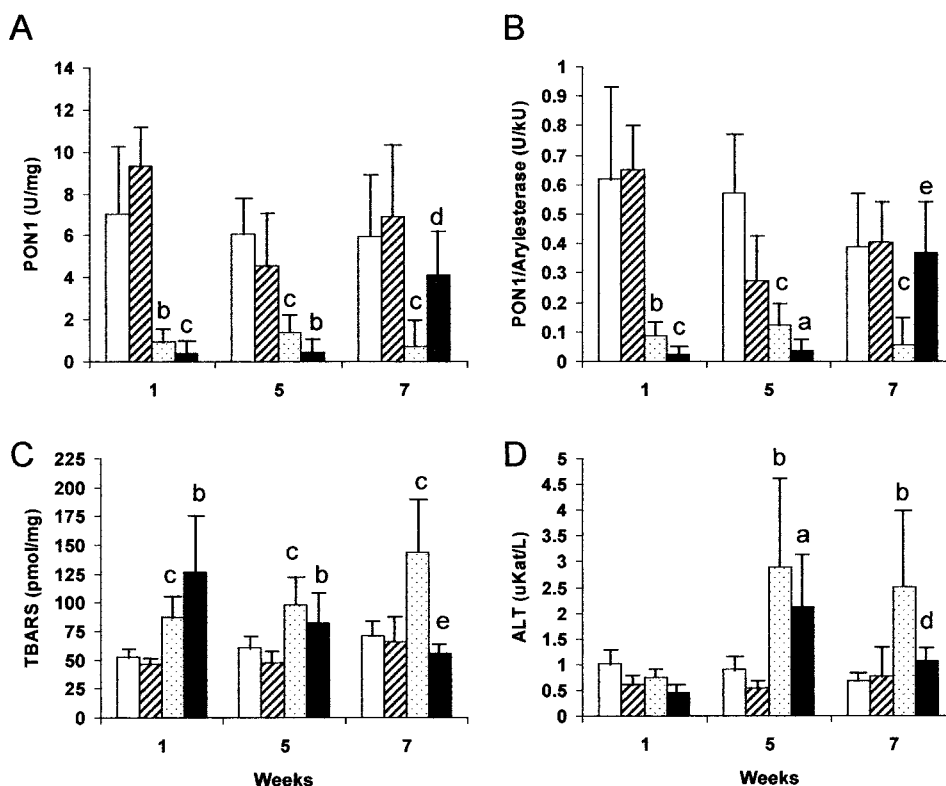 A
PON1 (U/mg)
14
12
10
8
6
4
2
0
b
c
c
b
c
d
1
5
7
B
PON1/Arylesterase (U/kU)
1
0.9
0.8
0.7
0.6
0.5
0.4
0.3
0.2
0.1
0
b
c
c
a
c
e
1
5
7
C
TBARS (pmol/mg)
225
200
175
150
125
100
75
50
25
0
c
b
c
b
c
e
1
5
7
Weeks
D
ALT (uKat/L)
5
4.5
4
3.5
3
2.5
2
1.5
1
0.5
0
b
a
b
d
1
5
7
Weeks